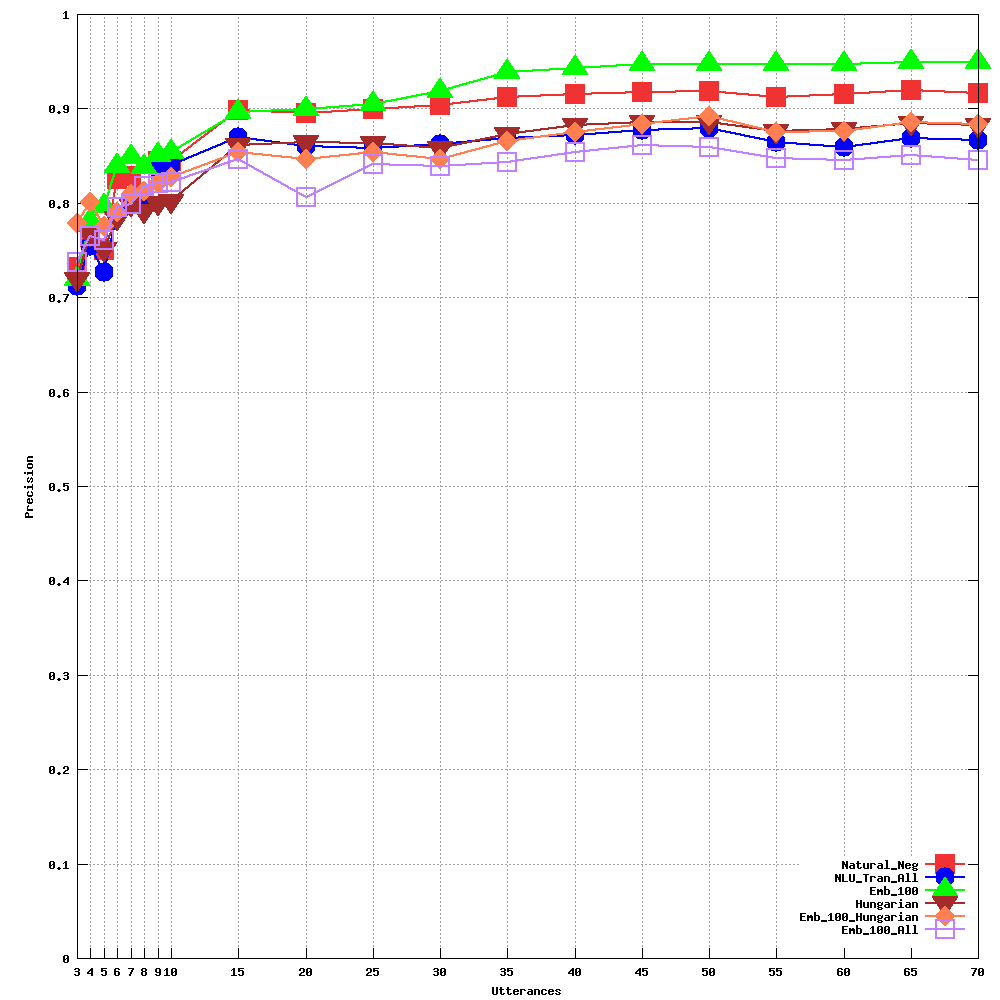 1
0.9
0.8
0.7
0.6
0.5
0.4
0.3
0.2
0.1
0
Precision
3 4 5 6 7 8 9 10 15 20 25 30 35 40 45 50 55 60 65 70
Utterances
Natural_Neg
NLU_Tran_All
Emb_100
Hungarian
Emb_100_Hungarian
Emb_100_All